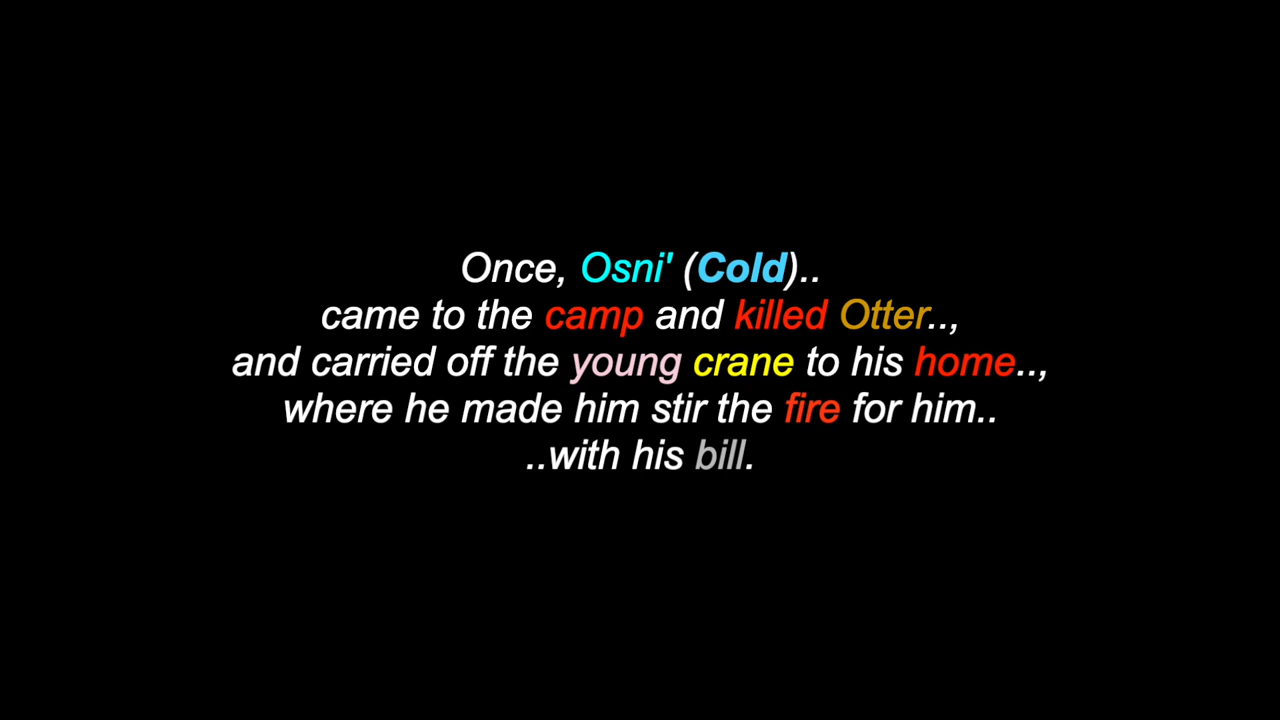 Once, Osni' (Cold)..
came to the camp and killed Otter..,
and carried off the young crane to his home..,
where he made him stir the fire for him..
..with his bill.